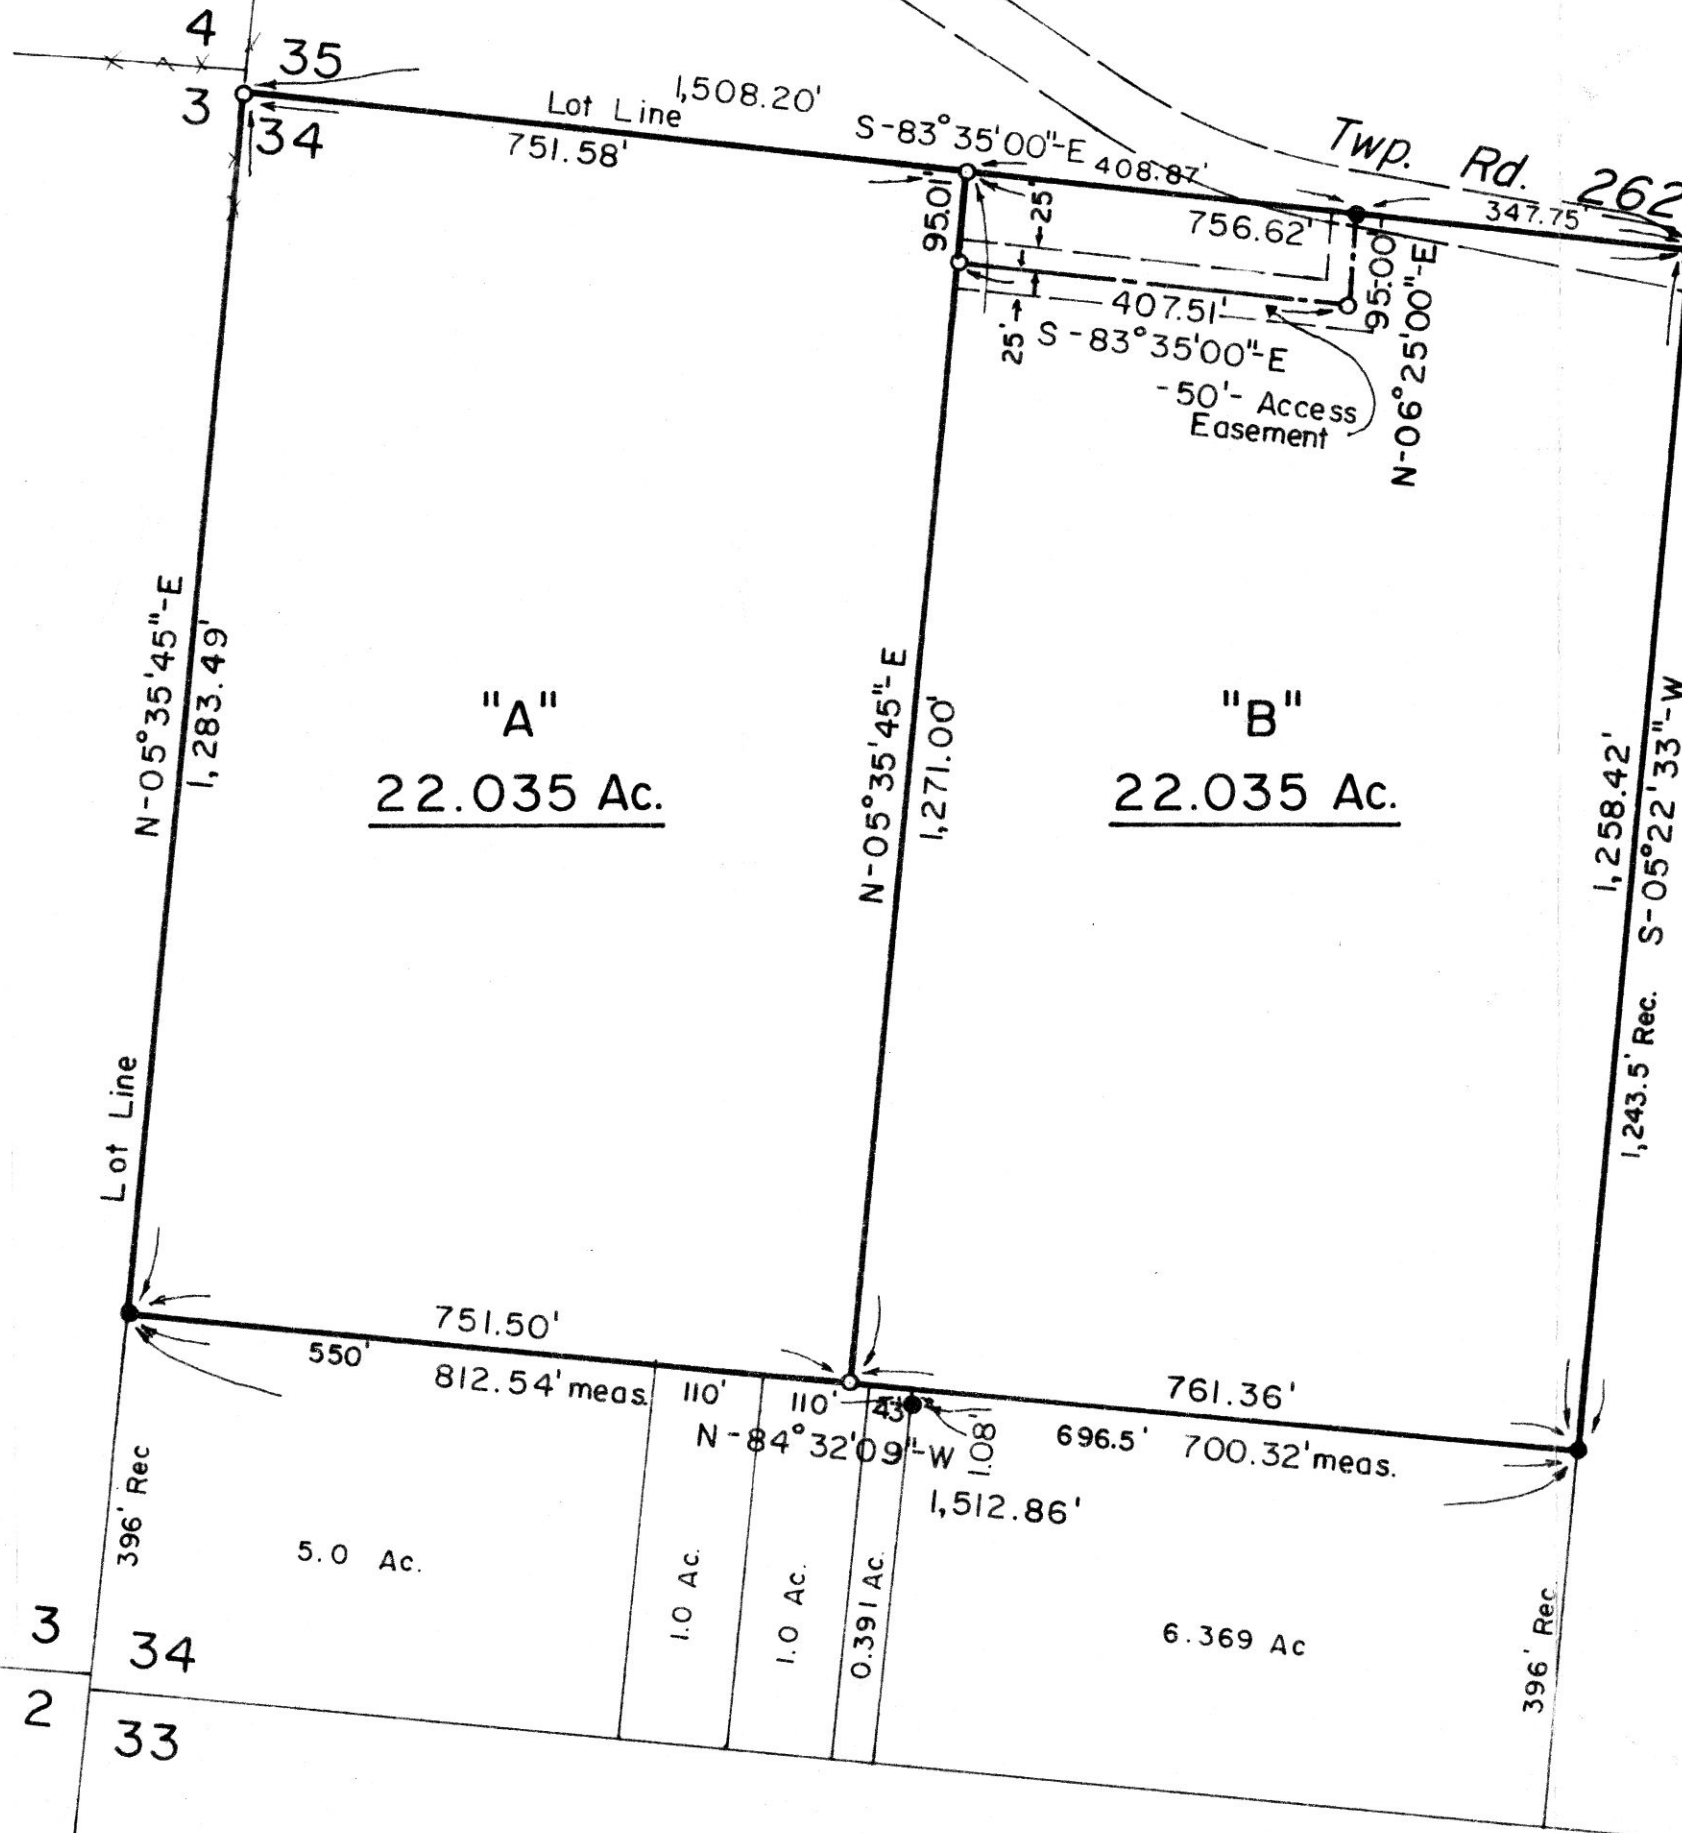 4
35
3
34
1,508.20'
Lot Line
751.58'
S-83°35'00"-E
408.87'
Twp. Rd. 262
347.75'
95.01'
25'
756.62'
95.00'
N-06°25'00"-E
407.51'
25'
S-83°35'00"-E
-50'- Access
Easement
N-05°35'45"-E
1,283.49'
"A"
22.035 Ac.
N-05°35'45"-E
1,271.00'
"B"
22.035 Ac.
1,258.42'
S-05°22'33"-W
1,243.5' Rec.
Lot Line
751.50'
550'
812.54' meas.
110'
110'
43'
N-84°32'09"-W
1.08'
761.36'
696.5'
700.32' meas.
1,512.86'
396' Rec
5.0 Ac.
1.0 Ac.
1.0 Ac.
0.391 Ac.
6.369 Ac
396' Rec.
3
34
2
33